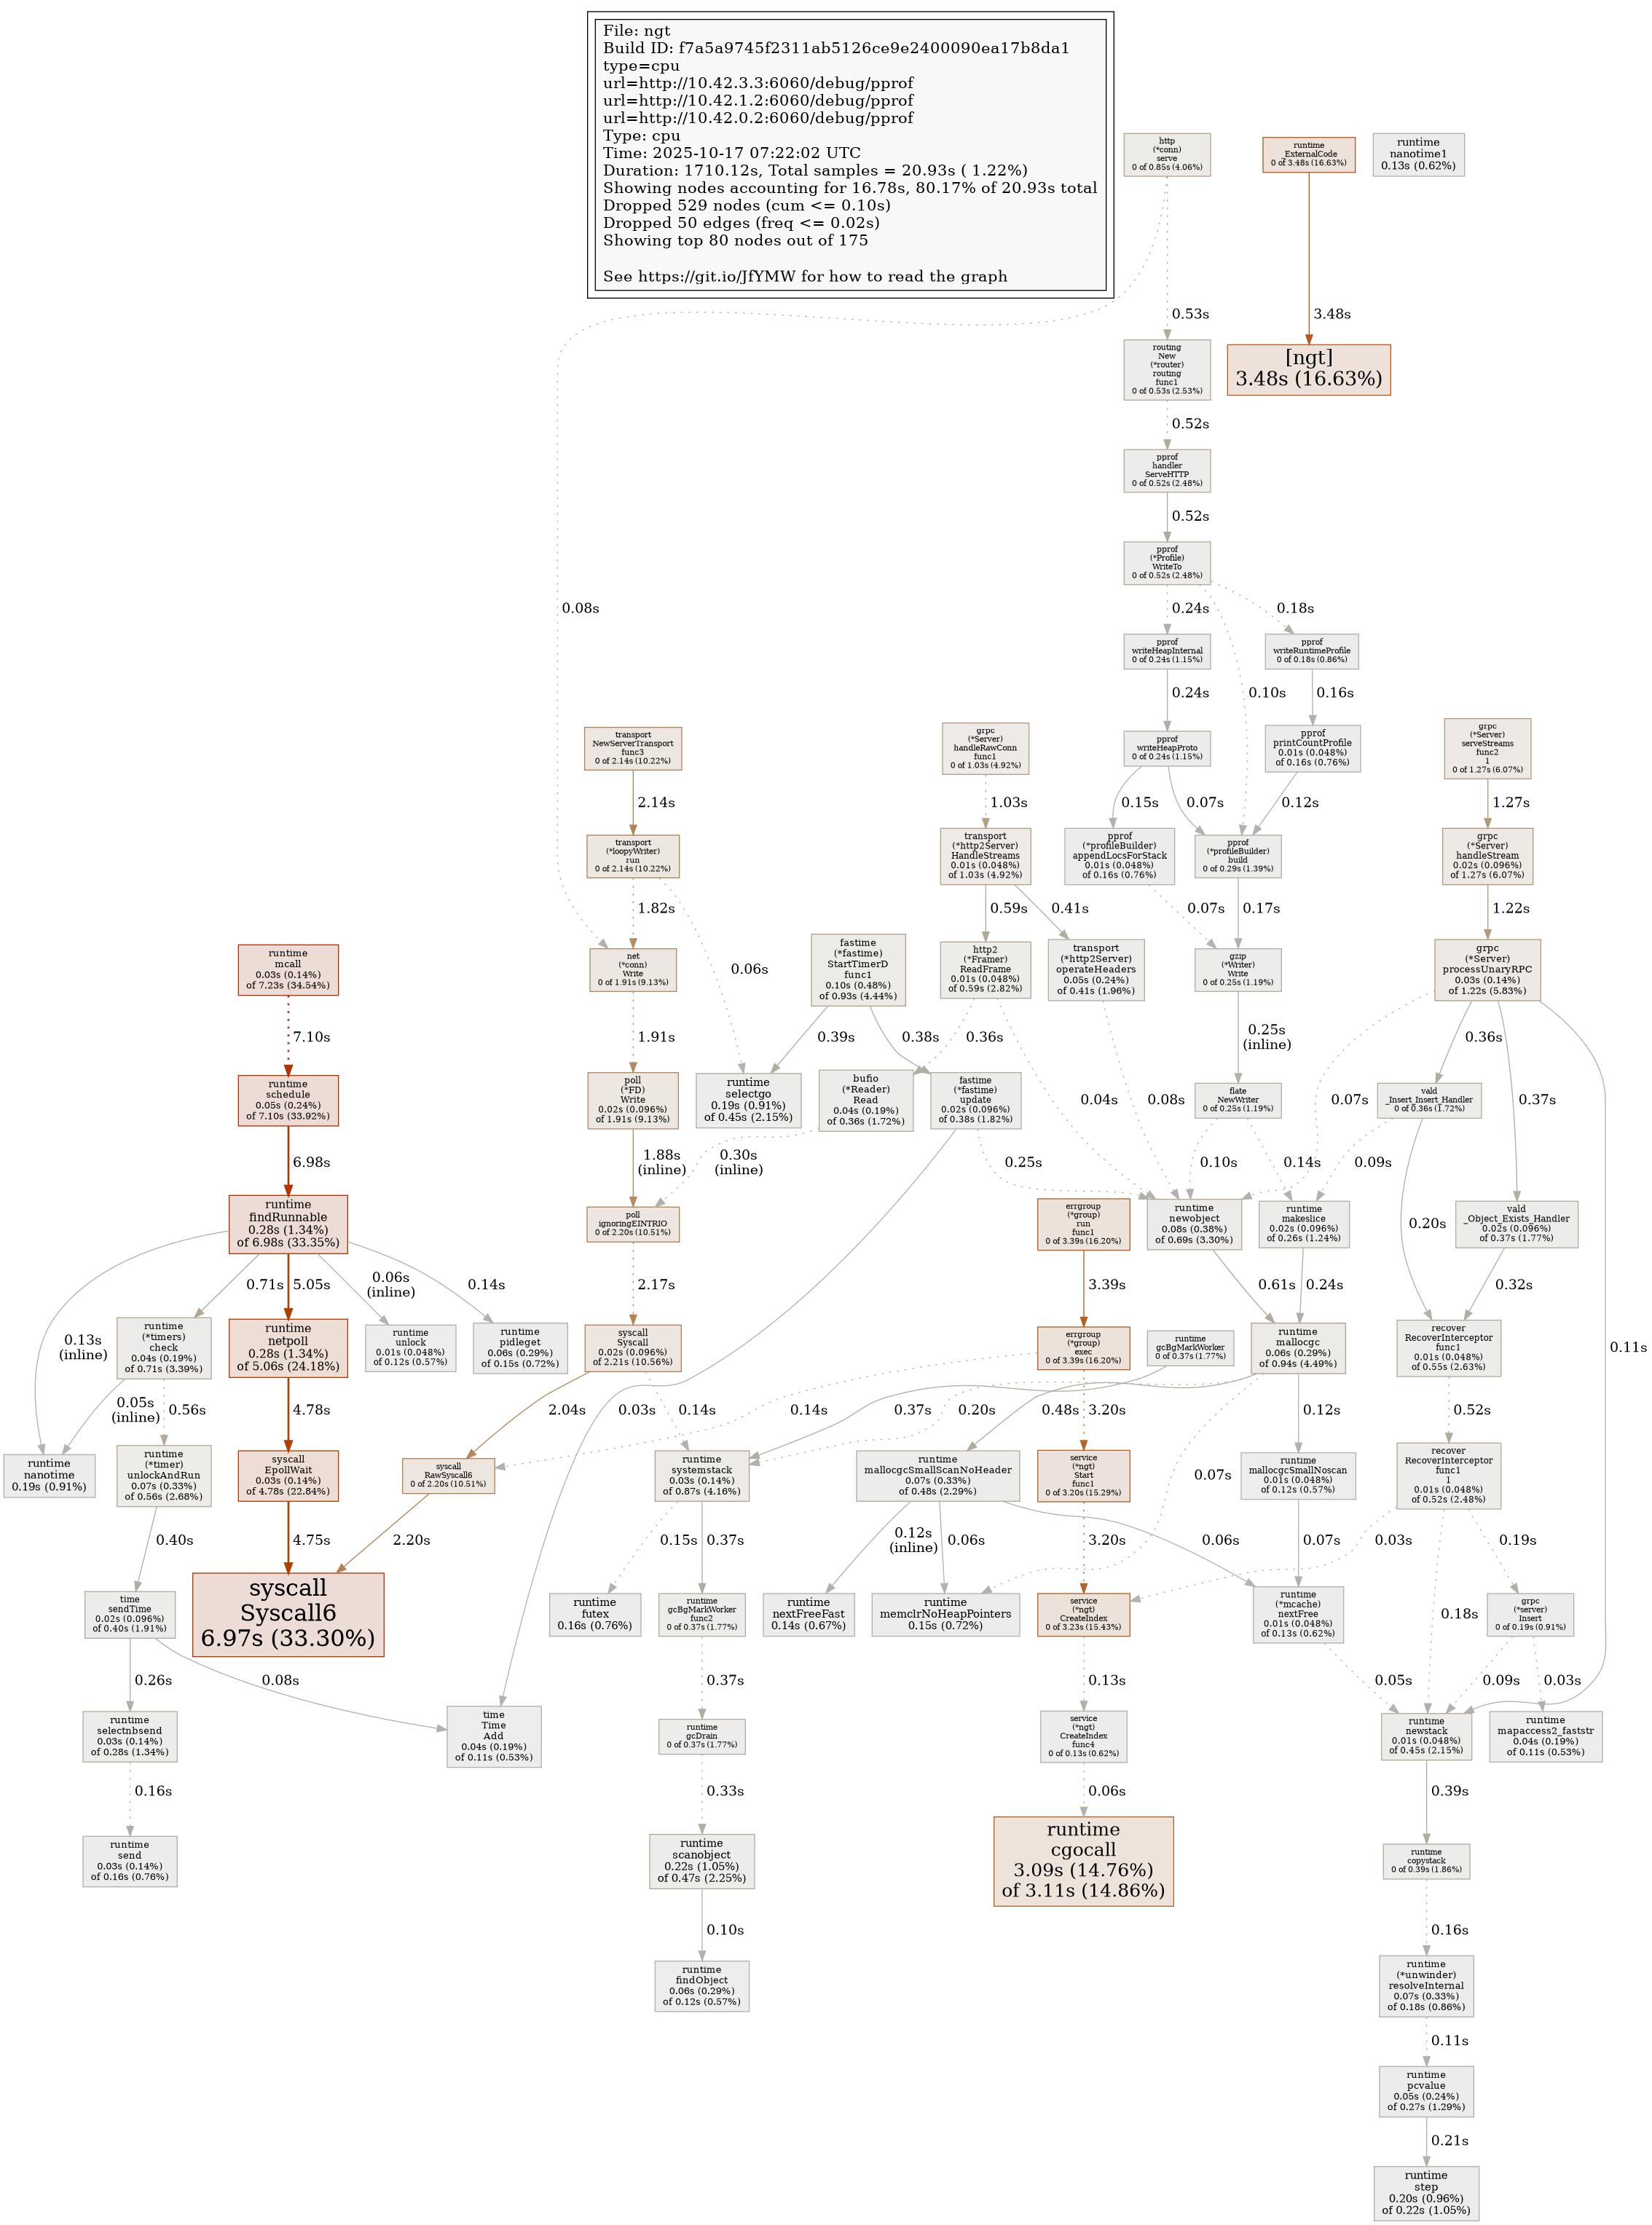 File: ngt
Build ID: f7a5a9745f2311ab5126ce9e2400090ea17b8da1
type=cpu
url=http://10.42.3.3:6060/debug/pprof
url=http://10.42.1.2:6060/debug/pprof
url=http://10.42.0.2:6060/debug/pprof
Type: cpu
Time: 2025-10-17 07:22:02 UTC
Duration: 1710.12s, Total samples = 20.93s ( 1.22%)
Showing nodes accounting for 16.78s, 80.17% of 20.93s total
Dropped 529 nodes (cum <= 0.10s)
Dropped 50 edges (freq <= 0.02s)
Showing top 80 nodes out of 175
See https://git.io/JfYMW for how to read the graph
http
(*conn)
serve
0 of 0.85s (4.06%)
runtime
_ExternalCode
0 of 3.48s (16.63%)
runtime
nanotime1
0.13s (0.62%)
0.53s
3.48s
routing
New
(*router)
routing
func1
0 of 0.53s (2.53%)
[ngt]
3.48s (16.63%)
0.52s
pprof
handler
ServeHTTP
0 of 0.52s (2.48%)
0.52s
pprof
(*Profile)
WriteTo
0 of 0.52s (2.48%)
0.08s
0.24s
0.18s
pprof
writeHeapInternal
0 of 0.24s (1.15%)
pprof
writeRuntimeProfile
0 of 0.18s (0.86%)
0.24s
0.10s
0.16s
transport
NewServerTransport
func3
0 of 2.14s (10.22%)
grpc
(*Server)
handleRawConn
func1
0 of 1.03s (4.92%)
pprof
writeHeapProto
0 of 0.24s (1.15%)
pprof
printCountProfile
0.01s (0.048%)
of 0.16s (0.76%)
grpc
(*Server)
serveStreams
func2
1
0 of 1.27s (6.07%)
2.14s
1.03s
0.15s
0.07s
0.12s
1.27s
transport
(*loopyWriter)
run
0 of 2.14s (10.22%)
transport
(*http2Server)
HandleStreams
0.01s (0.048%)
of 1.03s (4.92%)
pprof
(*profileBuilder)
appendLocsForStack
0.01s (0.048%)
of 0.16s (0.76%)
pprof
(*profileBuilder)
build
0 of 0.29s (1.39%)
grpc
(*Server)
handleStream
0.02s (0.096%)
of 1.27s (6.07%)
1.82s
0.59s
0.41s
0.07s
0.17s
1.22s
runtime
mcall
0.03s (0.14%)
of 7.23s (34.54%)
net
(*conn)
Write
0 of 1.91s (9.13%)
0.06s
fastime
(*fastime)
StartTimerD
func1
0.10s (0.48%)
of 0.93s (4.44%)
http2
(*Framer)
ReadFrame
0.01s (0.048%)
of 0.59s (2.82%)
transport
(*http2Server)
operateHeaders
0.05s (0.24%)
of 0.41s (1.96%)
gzip
(*Writer)
Write
0 of 0.25s (1.19%)
grpc
(*Server)
processUnaryRPC
0.03s (0.14%)
of 1.22s (5.83%)
7.10s
1.91s
0.39s
0.38s
0.36s
0.25s
(inline)
0.36s
runtime
schedule
0.05s (0.24%)
of 7.10s (33.92%)
poll
(*FD)
Write
0.02s (0.096%)
of 1.91s (9.13%)
runtime
selectgo
0.19s (0.91%)
of 0.45s (2.15%)
bufio
(*Reader)
Read
0.04s (0.19%)
of 0.36s (1.72%)
fastime
(*fastime)
update
0.02s (0.096%)
of 0.38s (1.82%)
0.04s
0.08s
flate
NewWriter
0 of 0.25s (1.19%)
0.07s
vald
_Insert_Insert_Handler
0 of 0.36s (1.72%)
0.37s
6.98s
1.88s
(inline)
0.30s
(inline)
0.25s
0.10s
0.14s
0.09s
runtime
findRunnable
0.28s (1.34%)
of 6.98s (33.35%)
poll
ignoringEINTRIO
0 of 2.20s (10.51%)
errgroup
(*group)
run
func1
0 of 3.39s (16.20%)
runtime
newobject
0.08s (0.38%)
of 0.69s (3.30%)
runtime
makeslice
0.02s (0.096%)
of 0.26s (1.24%)
0.20s
vald
_Object_Exists_Handler
0.02s (0.096%)
of 0.37s (1.77%)
0.71s
5.05s
0.06s
(inline)
0.14s
2.17s
3.39s
0.61s
0.24s
0.32s
0.13s
(inline)
runtime
(*timers)
check
0.04s (0.19%)
of 0.71s (3.39%)
runtime
netpoll
0.28s (1.34%)
of 5.06s (24.18%)
runtime
unlock
0.01s (0.048%)
of 0.12s (0.57%)
runtime
pidleget
0.06s (0.29%)
of 0.15s (0.72%)
syscall
Syscall
0.02s (0.096%)
of 2.21s (10.56%)
errgroup
(*group)
exec
0 of 3.39s (16.20%)
runtime
gcBgMarkWorker
0 of 0.37s (1.77%)
runtime
mallocgc
0.06s (0.29%)
of 0.94s (4.49%)
recover
RecoverInterceptor
func1
0.01s (0.048%)
of 0.55s (2.63%)
0.11s
0.05s
(inline)
0.56s
4.78s
2.04s
0.03s
0.14s
0.14s
0.37s
0.20s
0.48s
3.20s
0.12s
0.52s
runtime
nanotime
0.19s (0.91%)
runtime
(*timer)
unlockAndRun
0.07s (0.33%)
of 0.56s (2.68%)
syscall
EpollWait
0.03s (0.14%)
of 4.78s (22.84%)
syscall
RawSyscall6
0 of 2.20s (10.51%)
runtime
systemstack
0.03s (0.14%)
of 0.87s (4.16%)
runtime
mallocgcSmallScanNoHeader
0.07s (0.33%)
of 0.48s (2.29%)
service
(*ngt)
Start
func1
0 of 3.20s (15.29%)
0.07s
runtime
mallocgcSmallNoscan
0.01s (0.048%)
of 0.12s (0.57%)
recover
RecoverInterceptor
func1
1
0.01s (0.048%)
of 0.52s (2.48%)
0.40s
4.75s
2.20s
0.15s
0.37s
0.12s
(inline)
0.06s
3.20s
0.06s
0.07s
0.03s
0.19s
time
sendTime
0.02s (0.096%)
of 0.40s (1.91%)
syscall
Syscall6
6.97s (33.30%)
runtime
futex
0.16s (0.76%)
runtime
gcBgMarkWorker
func2
0 of 0.37s (1.77%)
runtime
nextFreeFast
0.14s (0.67%)
runtime
memclrNoHeapPointers
0.15s (0.72%)
service
(*ngt)
CreateIndex
0 of 3.23s (15.43%)
runtime
(*mcache)
nextFree
0.01s (0.048%)
of 0.13s (0.62%)
0.18s
grpc
(*server)
Insert
0 of 0.19s (0.91%)
0.26s
0.08s
0.37s
0.13s
0.05s
0.09s
0.03s
runtime
selectnbsend
0.03s (0.14%)
of 0.28s (1.34%)
time
Time
Add
0.04s (0.19%)
of 0.11s (0.53%)
runtime
gcDrain
0 of 0.37s (1.77%)
service
(*ngt)
CreateIndex
func4
0 of 0.13s (0.62%)
runtime
newstack
0.01s (0.048%)
of 0.45s (2.15%)
runtime
mapaccess2_faststr
0.04s (0.19%)
of 0.11s (0.53%)
0.16s
0.33s
0.06s
0.39s
runtime
send
0.03s (0.14%)
of 0.16s (0.76%)
runtime
scanobject
0.22s (1.05%)
of 0.47s (2.25%)
runtime
cgocall
3.09s (14.76%)
of 3.11s (14.86%)
runtime
copystack
0 of 0.39s (1.86%)
0.10s
0.16s
runtime
findObject
0.06s (0.29%)
of 0.12s (0.57%)
runtime
(*unwinder)
resolveInternal
0.07s (0.33%)
of 0.18s (0.86%)
0.11s
runtime
pcvalue
0.05s (0.24%)
of 0.27s (1.29%)
0.21s
runtime
step
0.20s (0.96%)
of 0.22s (1.05%)